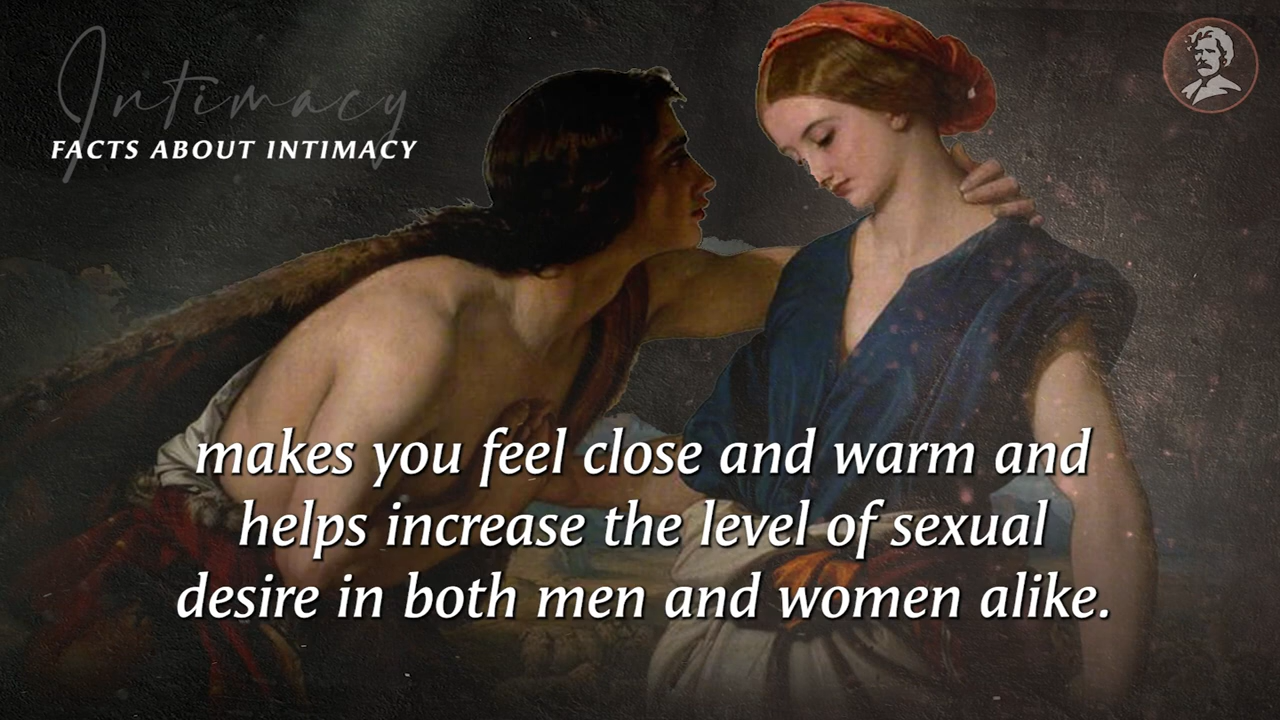 Intimacy
FACTS ABOUT INTIMACY
makes you feel close and warm and
helps increase the level of sexual
desire in both men and women alike.